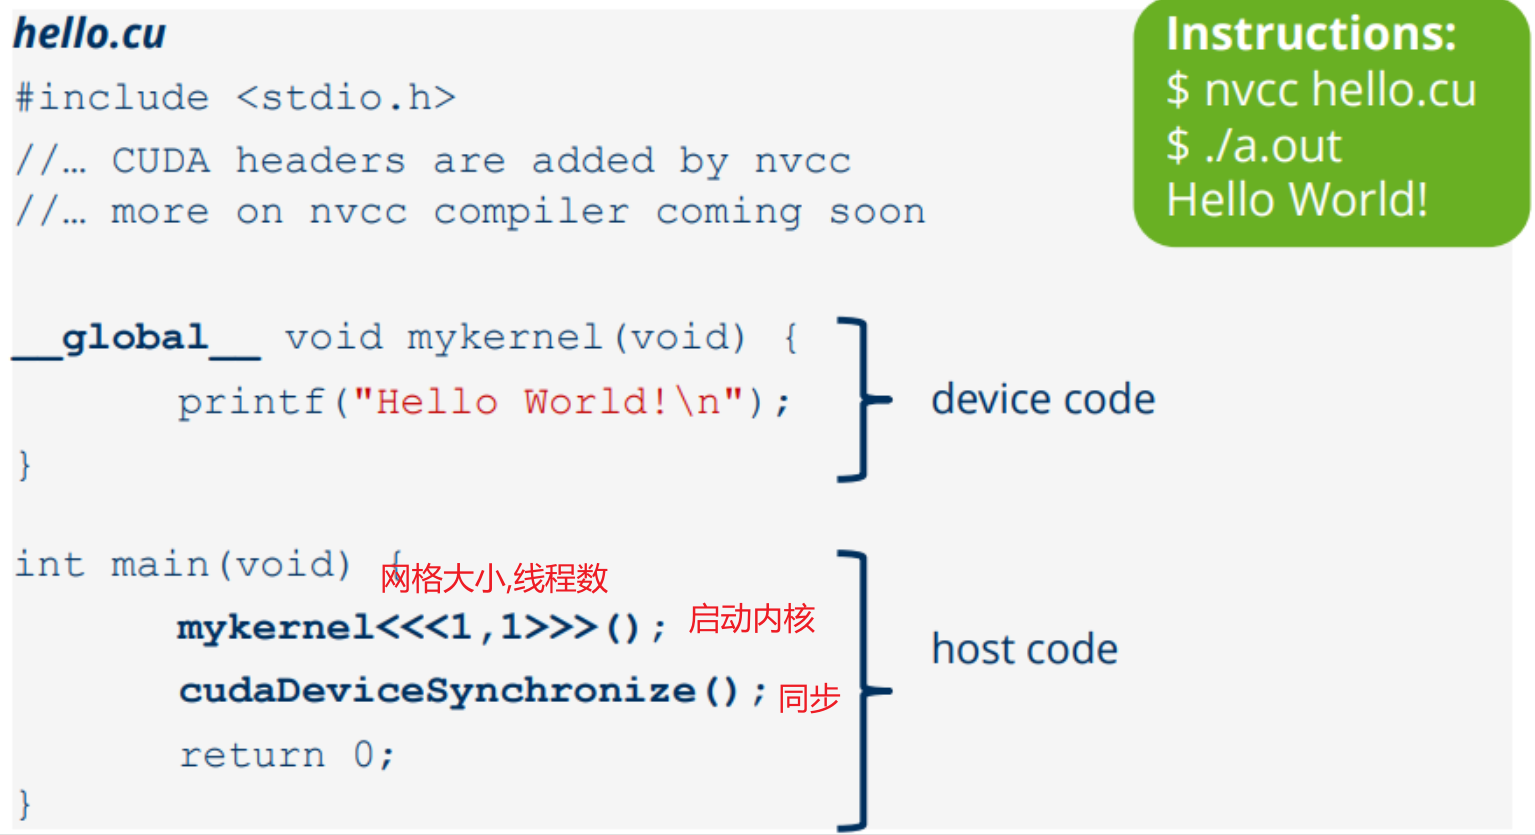 hello.cu
#include <stdio.h>
//… CUDA headers are added by nvcc
//… more on nvcc compiler coming soon
Instructions:
$ nvcc hello.cu
$ ./a.out
Hello World!
__global__ void mykernel(void) {
printf("Hello World!\n");
}
device code
int main(void) {
网格大小,线程数
mykernel<<<1,1>>>(); 启动内核
cudaDeviceSynchronize(); 同步
return 0;
}
host code